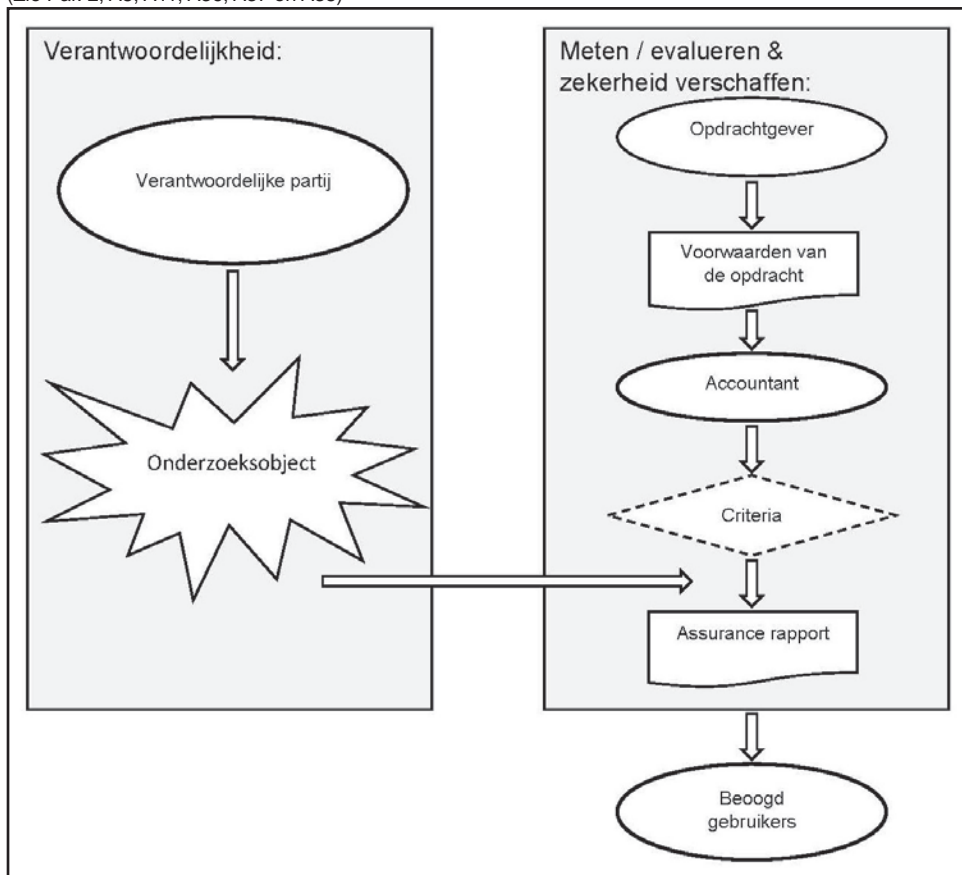 Verantwoordelijkheid:
Verantwoordelijke partij
Onderzoeksobject
Meten / evalueren &
zekerheid verschaffen:
Opdrachtgever
Voorwaarden van
de opdracht
Accountant
Criteria
Assurance rapport
Beoogd
gebruikers